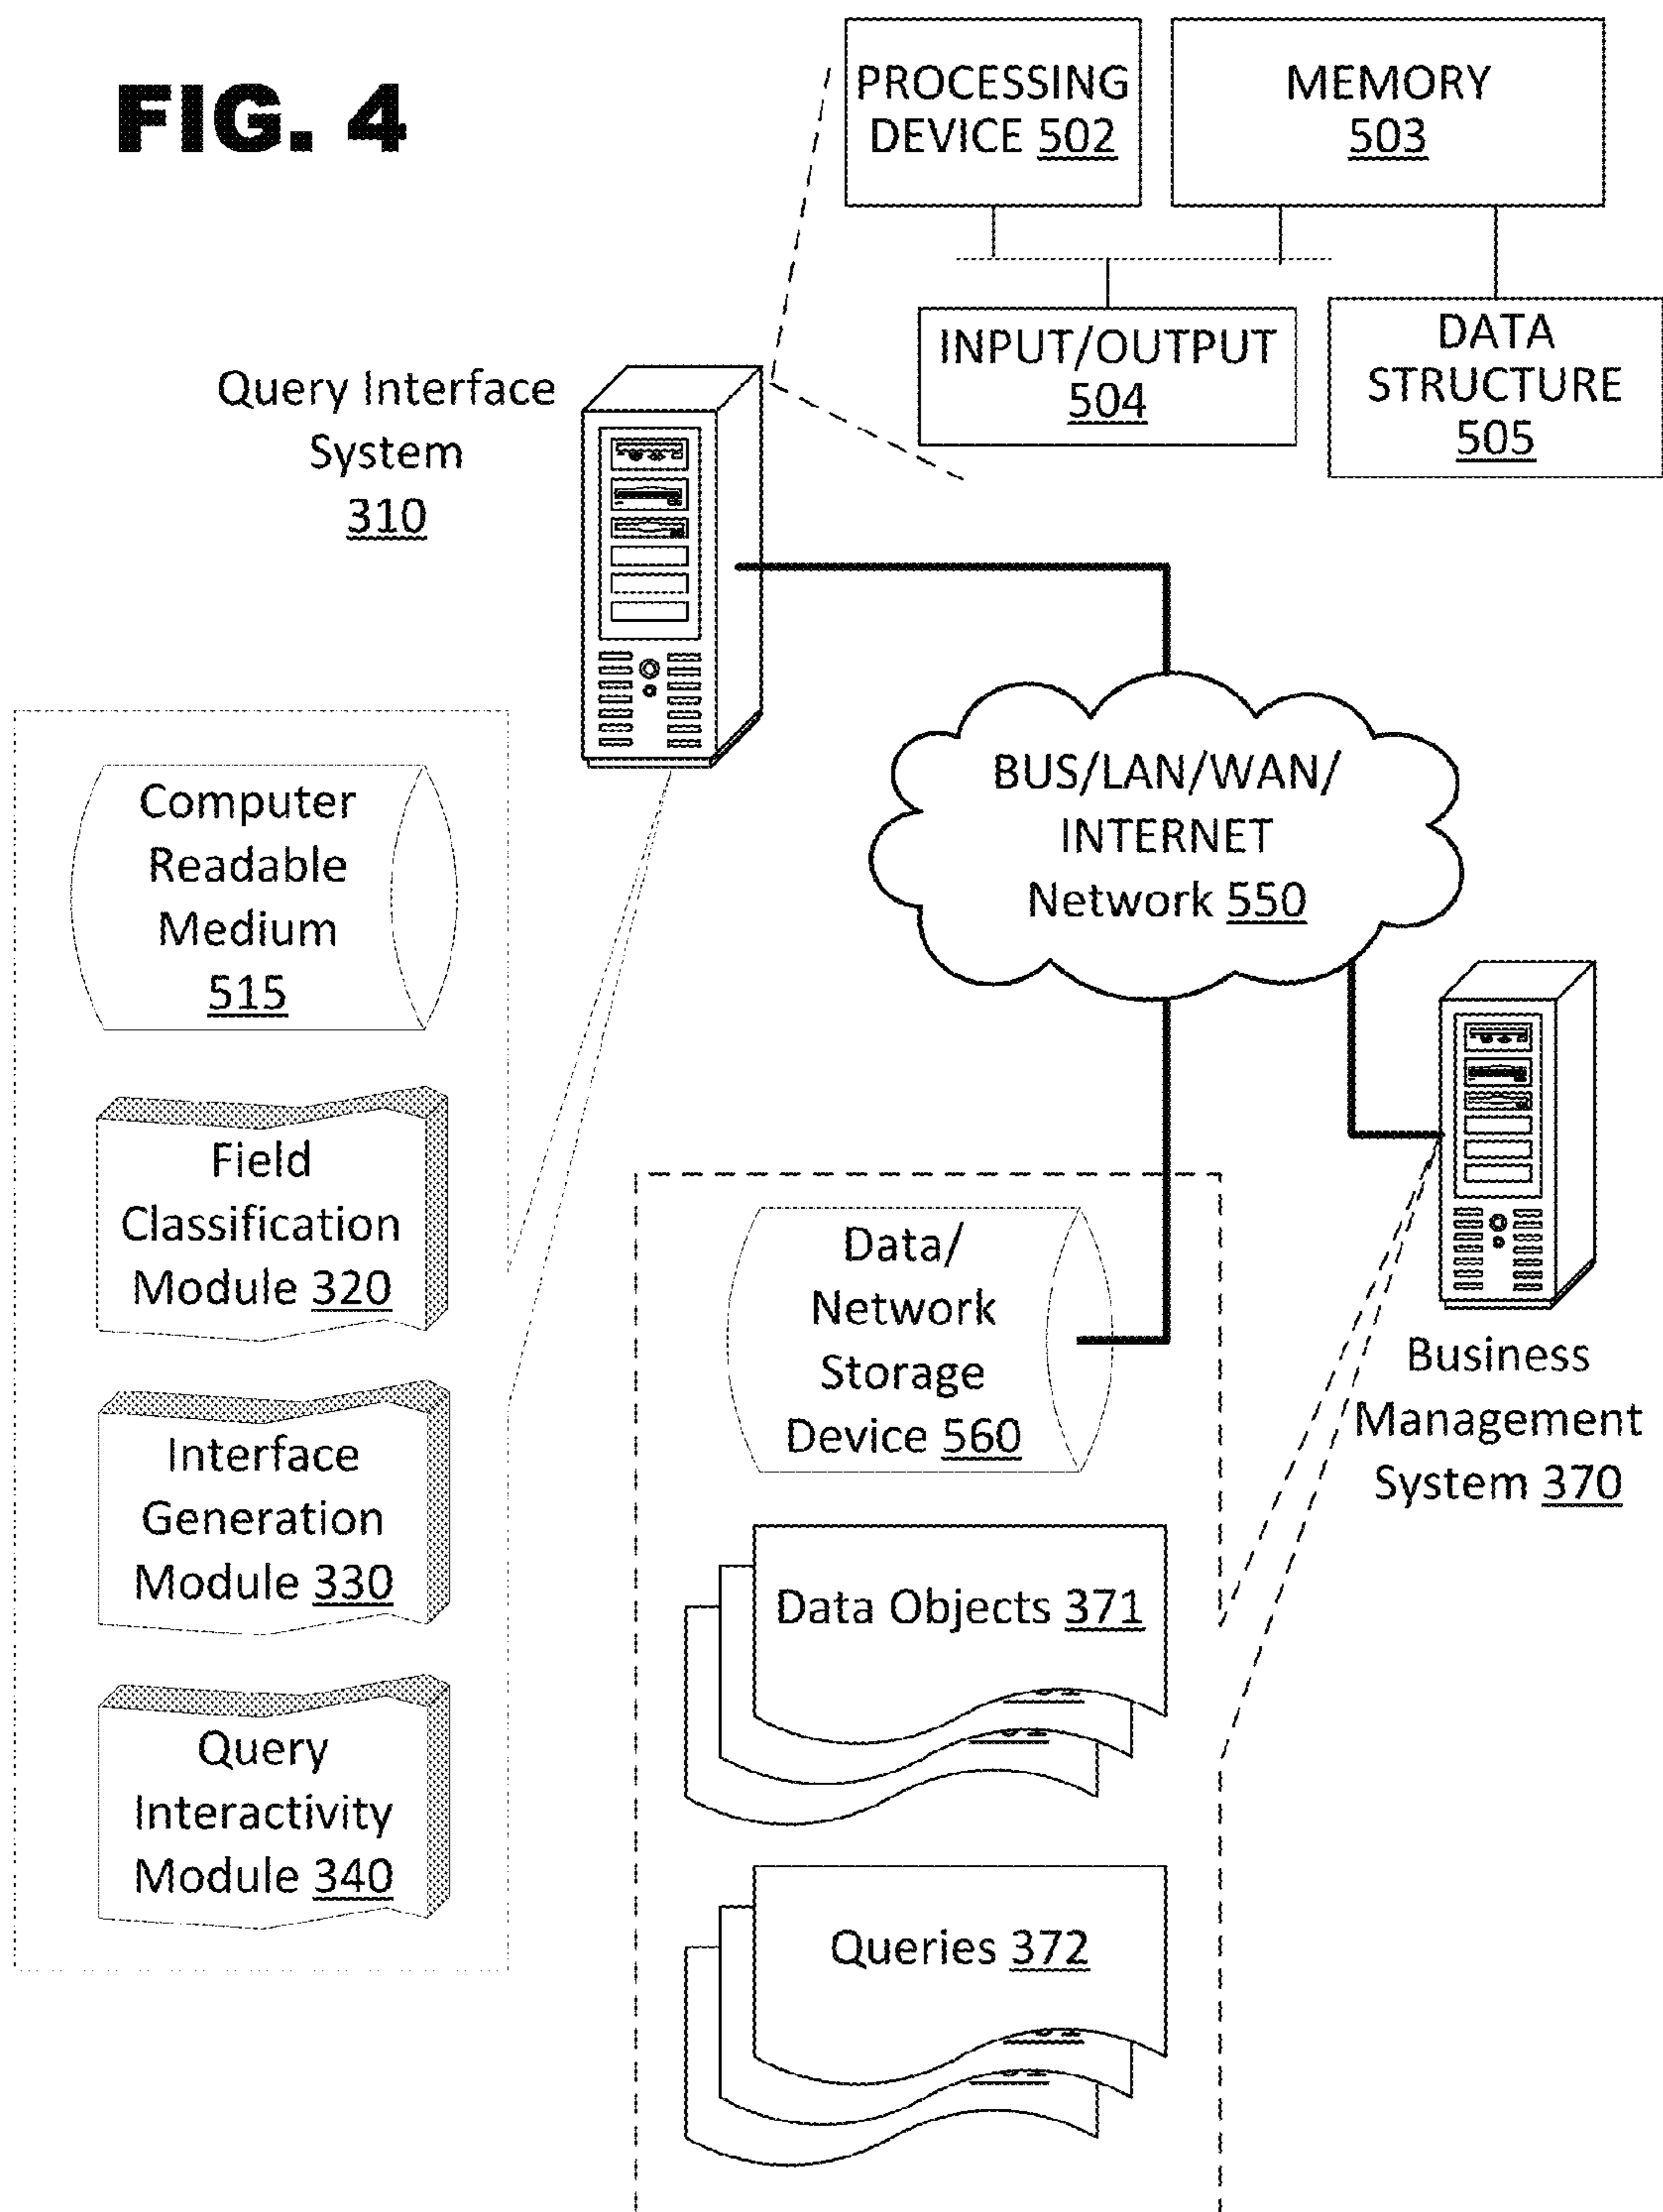 FIG. 4
PROCESSING
DEVICE 502
MEMORY
503
INPUT/OUTPUT
504
DATA
STRUCTURE
505
Query Interface
System
310
BUS/LAN/WAN/
INTERNET
Network 550
Computer
Readable
Medium
515
Field
Classification
Module 320
Interface
Generation
Module 330
Query
Interactivity
Module 340
Data/
Network
Storage
Device 560
Business
Management
System 370
Data Objects 371
Queries 372